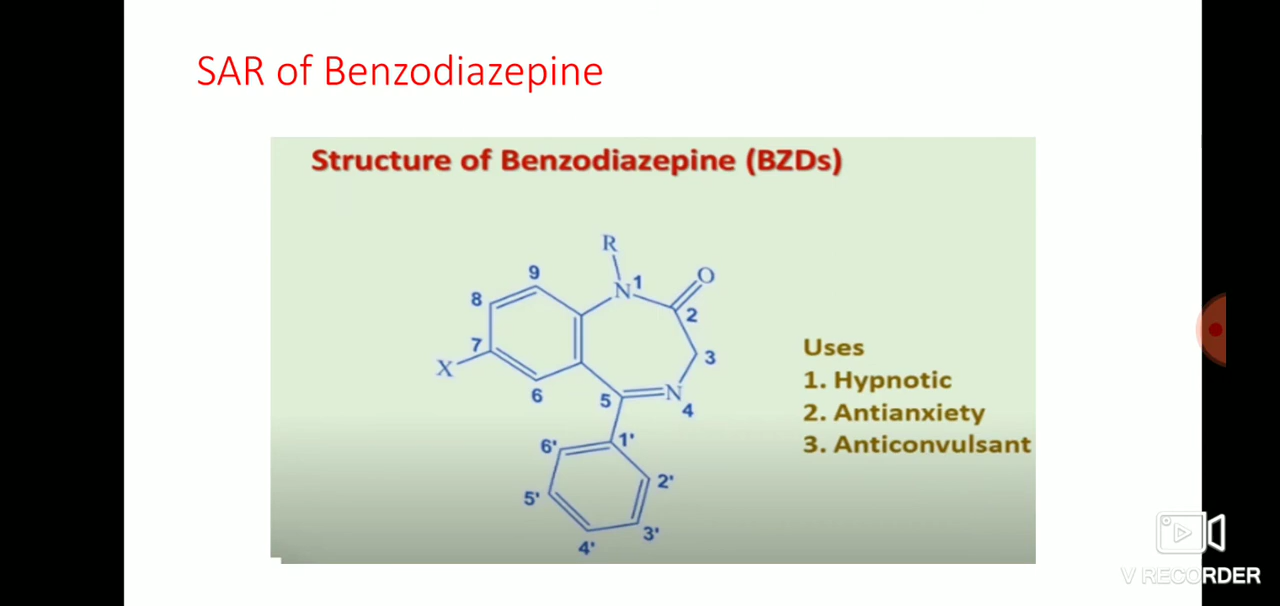 SAR of Benzodiazepine
Structure of Benzodiazepine (BZDs)
R
9
N 1
O
8
2
7
3
X
6
5
N
4
6'
1'
5'
2'
4'
3'
Uses
1. Hypnotic
2. Antianxiety
3. Anticonvulsant
V RECORDER